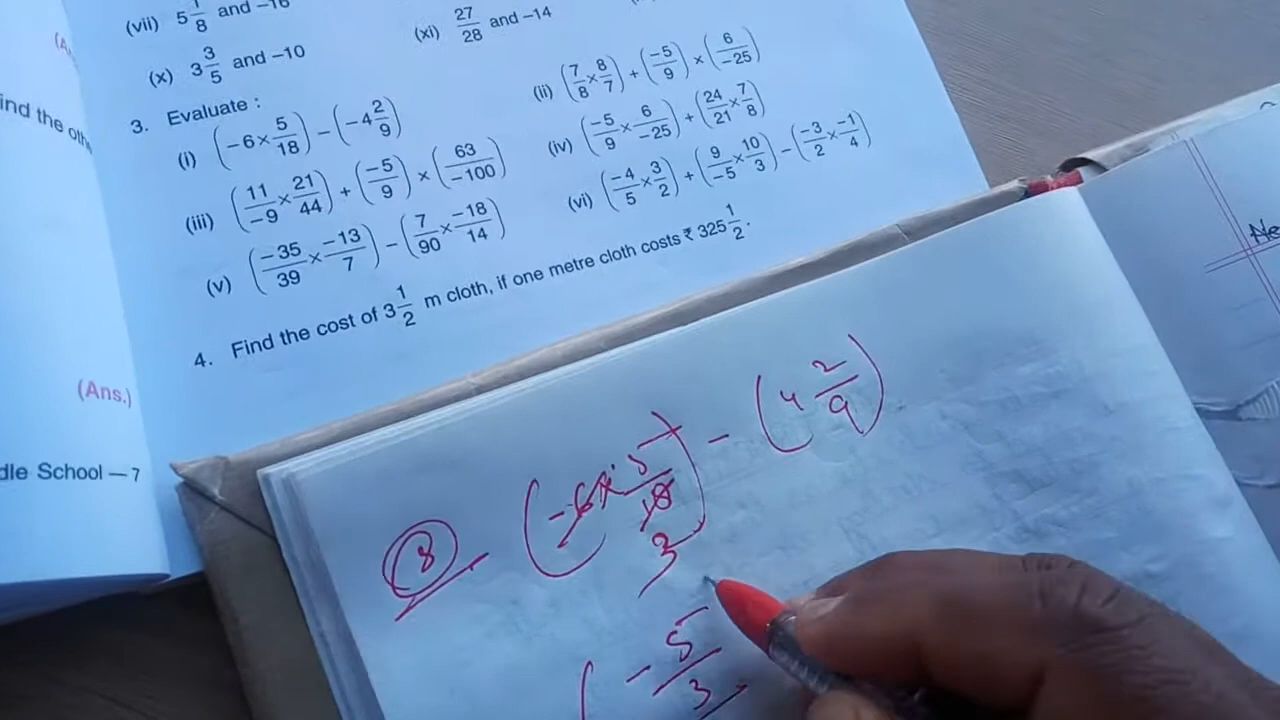 (vii) 5 1/8 and –16
(xi) 27/28 and –14
(x) 3 3/5 and –10
3. Evaluate :
(i) (–6 × 5/18) – (–4 2/9)
(ii) (7/8 × 8/7) + (–5/9) × (6/–25)
(iii) (11/–9 × 21/44) + (–5/9) × (63/–100)
(iv) (–5/9 × 6/–25) + (24/21 × 7/8)
(v) (–35/39 × –13/7) – (7/90 × –18/14)
(vi) (–4/5 × 3/2) + (9/–5 × 10/3) – (–3/2 × –1/4)
4. Find the cost of 3 1/2 m cloth, if one metre cloth costs ₹ 325 1/2.
ind the oth
(Ans.)
dle School — 7
(–6 × 5/18) – (4 2/9)
3
(–5/3
Ne